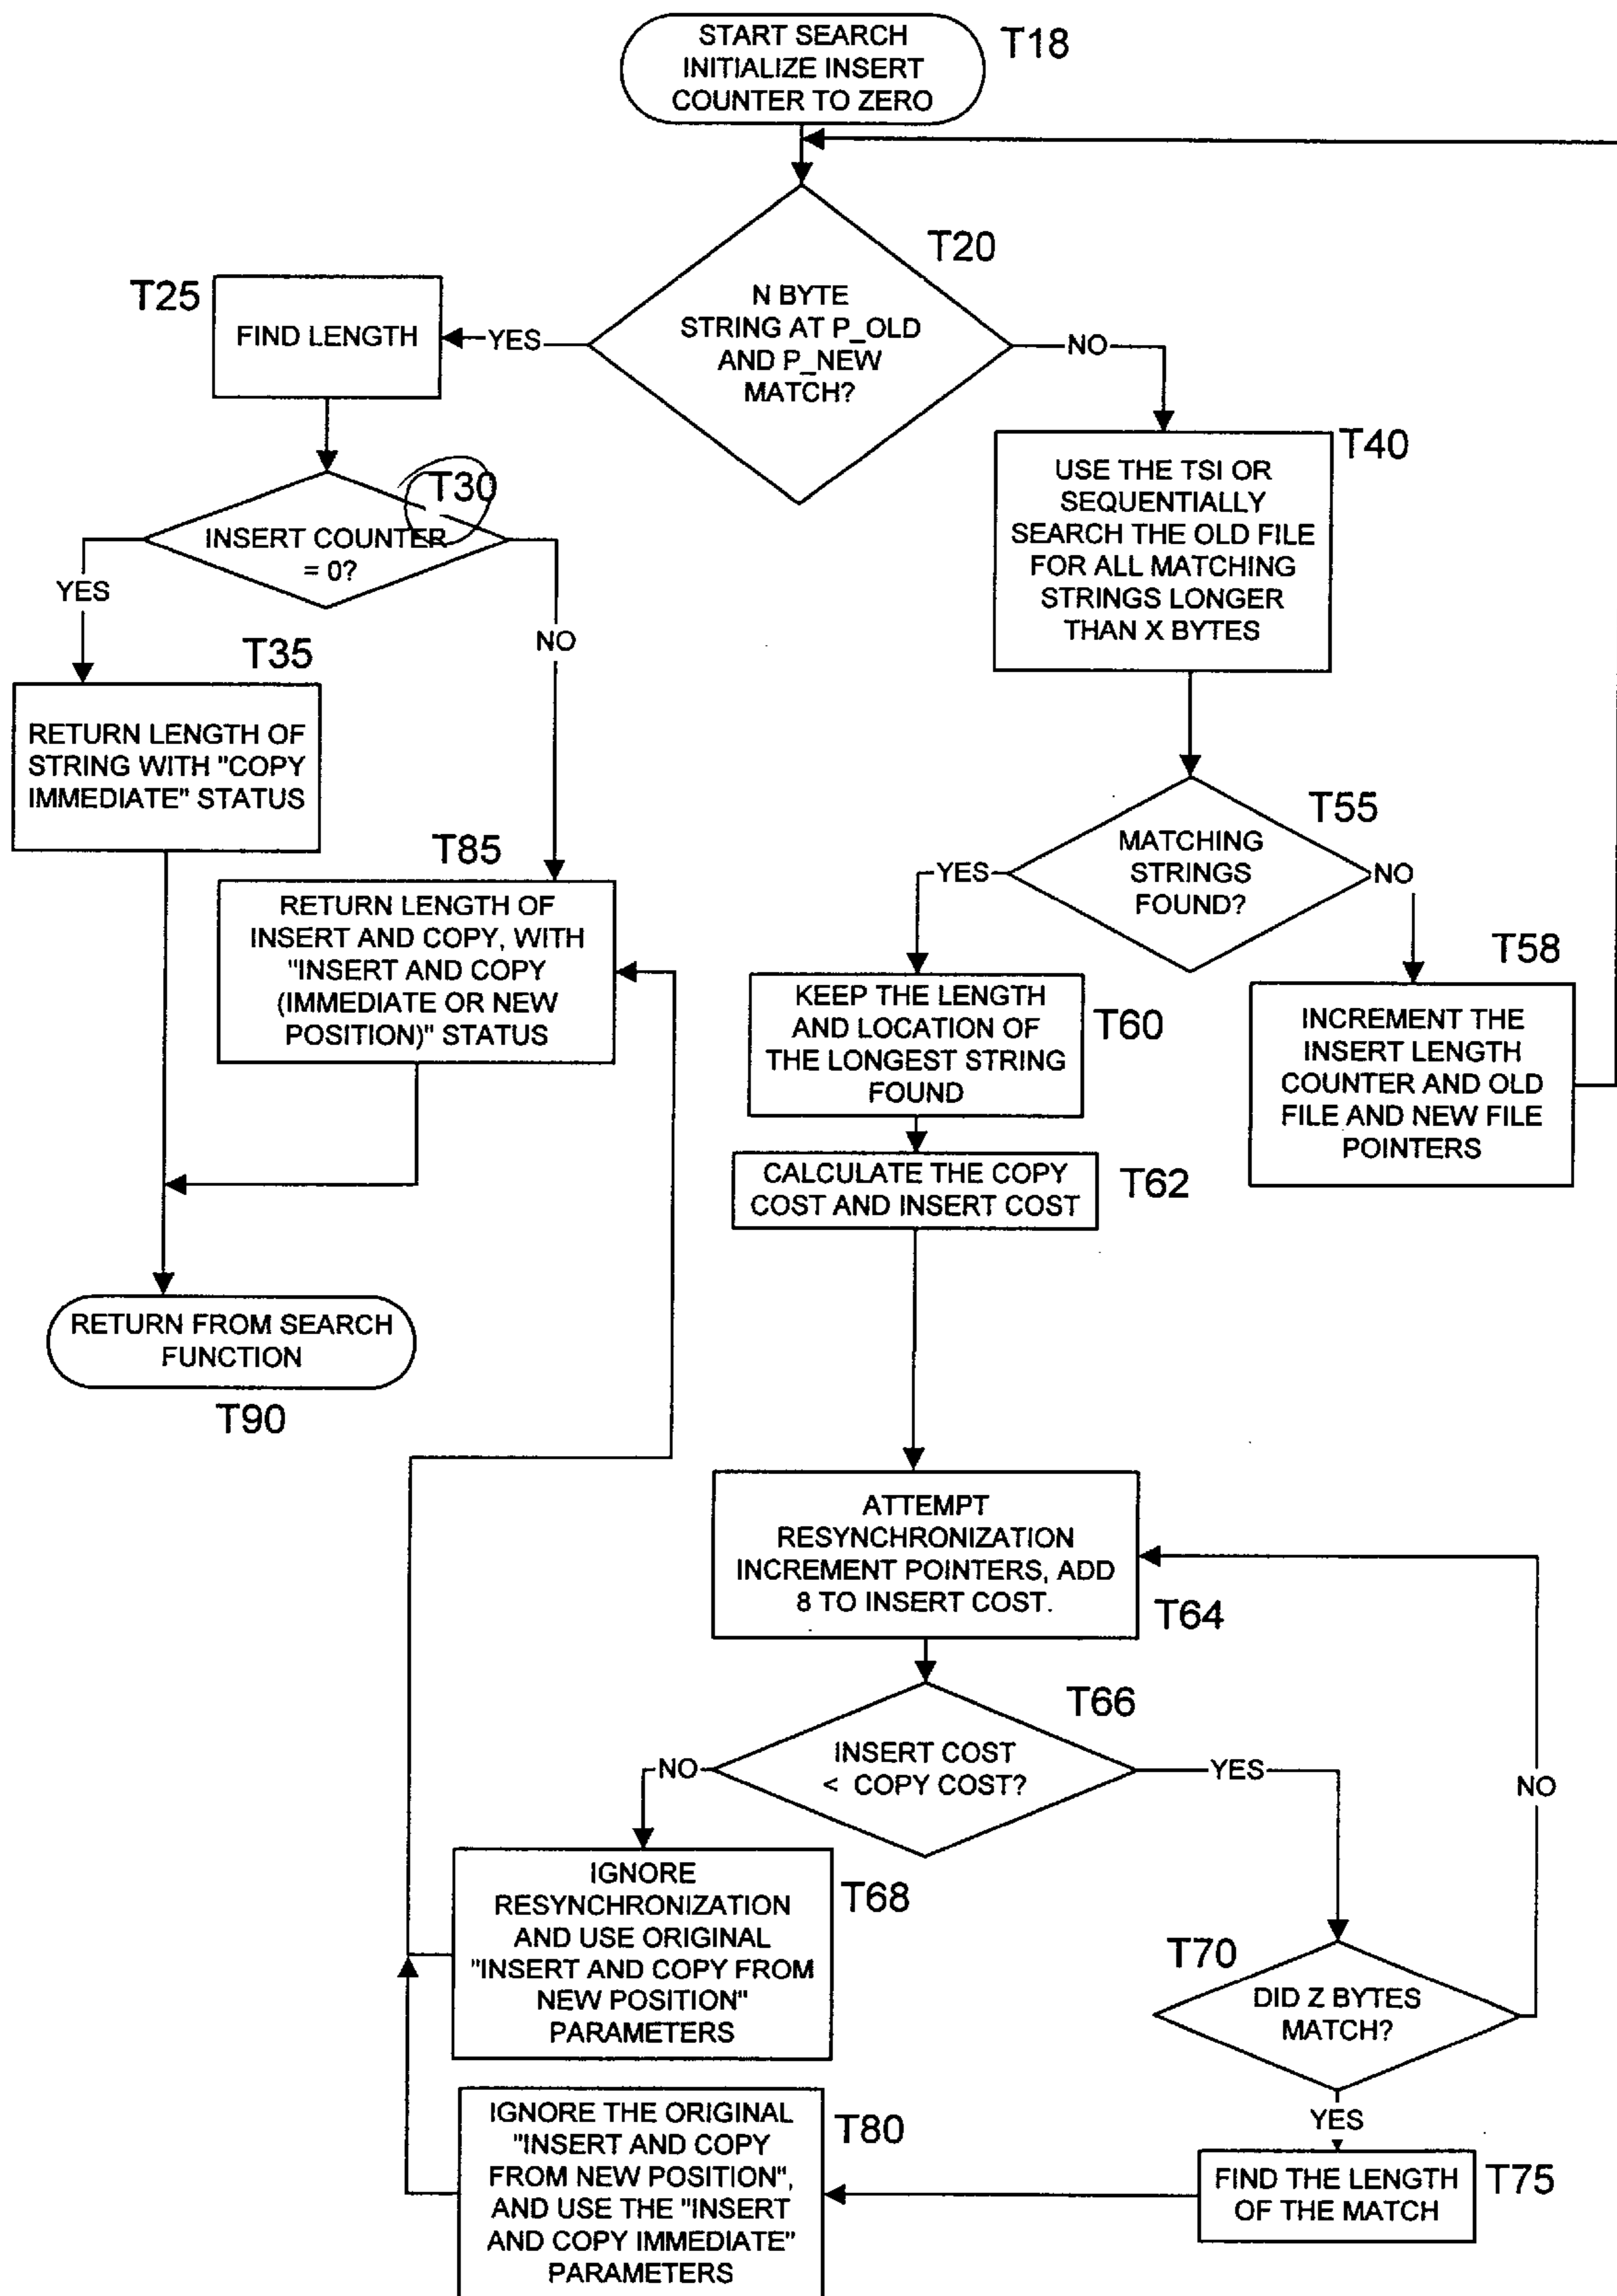 START SEARCH
INITIALIZE INSERT
COUNTER TO ZERO
T18
T20
N BYTE
STRING AT P_OLD
AND P_NEW
MATCH?
YES
NO
T25
FIND LENGTH
T30
INSERT COUNTER
= 0?
YES
NO
T35
RETURN LENGTH OF
STRING WITH "COPY
IMMEDIATE" STATUS
T85
RETURN LENGTH OF
INSERT AND COPY, WITH
"INSERT AND COPY
(IMMEDIATE OR NEW
POSITION)" STATUS
RETURN FROM SEARCH
FUNCTION
T90
T40
USE THE TSI OR
SEQUENTIALLY
SEARCH THE OLD FILE
FOR ALL MATCHING
STRINGS LONGER
THAN X BYTES
T55
MATCHING
STRINGS
FOUND?
YES
NO
T58
INCREMENT THE
INSERT LENGTH
COUNTER AND OLD
FILE AND NEW FILE
POINTERS
KEEP THE LENGTH
AND LOCATION OF
THE LONGEST STRING
FOUND
T60
CALCULATE THE COPY
COST AND INSERT COST
T62
ATTEMPT
RESYNCHRONIZATION
INCREMENT POINTERS, ADD
8 TO INSERT COST.
T64
T66
INSERT COST
< COPY COST?
NO
YES
NO
IGNORE
RESYNCHRONIZATION
AND USE ORIGINAL
"INSERT AND COPY FROM
NEW POSITION"
PARAMETERS
T68
T70
DID Z BYTES
MATCH?
YES
FIND THE LENGTH
OF THE MATCH
T75
IGNORE THE ORIGINAL
"INSERT AND COPY
FROM NEW POSITION",
AND USE THE "INSERT
AND COPY IMMEDIATE"
PARAMETERS
T80